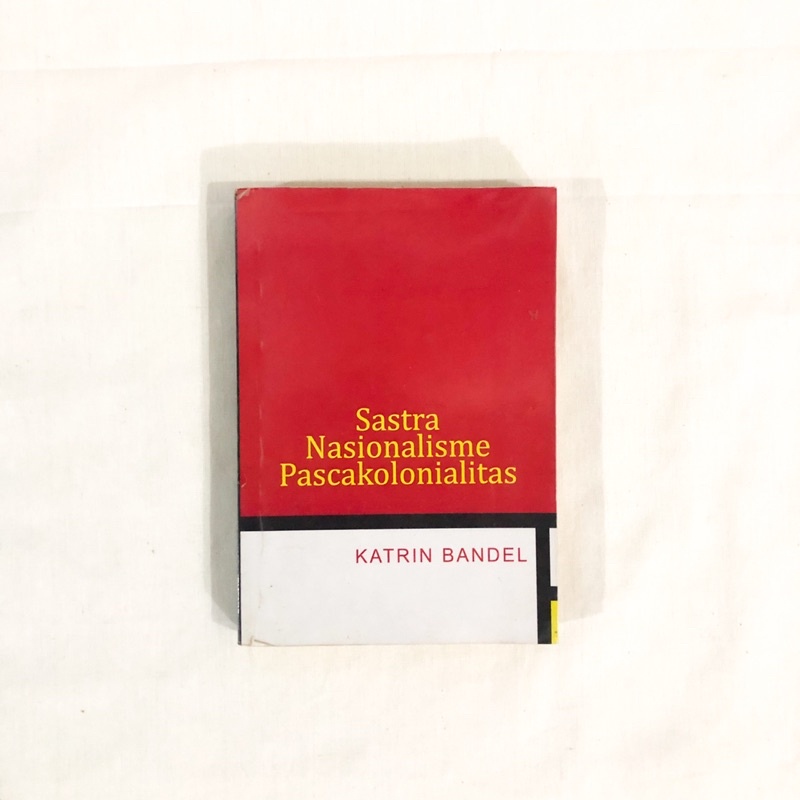 Sastra
Nasionalisme
Pascakolonialitas
KATRIN BANDEL